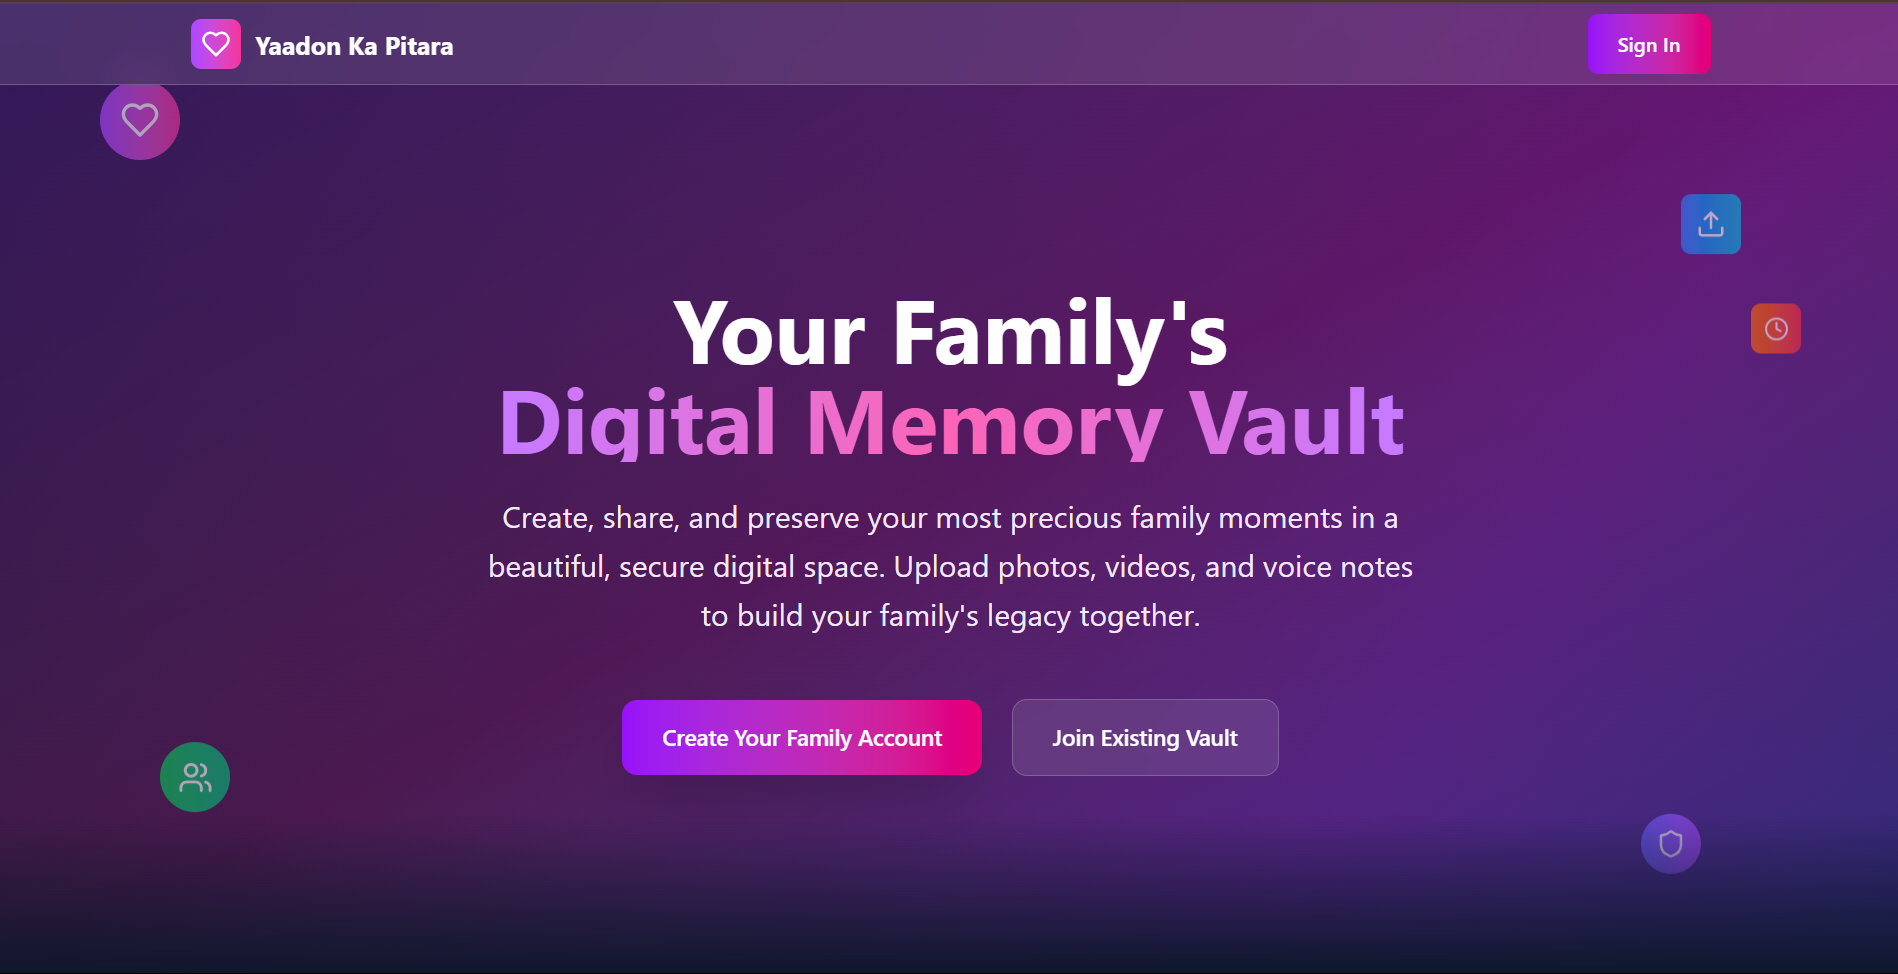 Yaadon Ka Pitara
Sign In
Your Family's
Digital Memory Vault
Create, share, and preserve your most precious family moments in a
beautiful, secure digital space. Upload photos, videos, and voice notes
to build your family's legacy together.
Create Your Family Account
Join Existing Vault